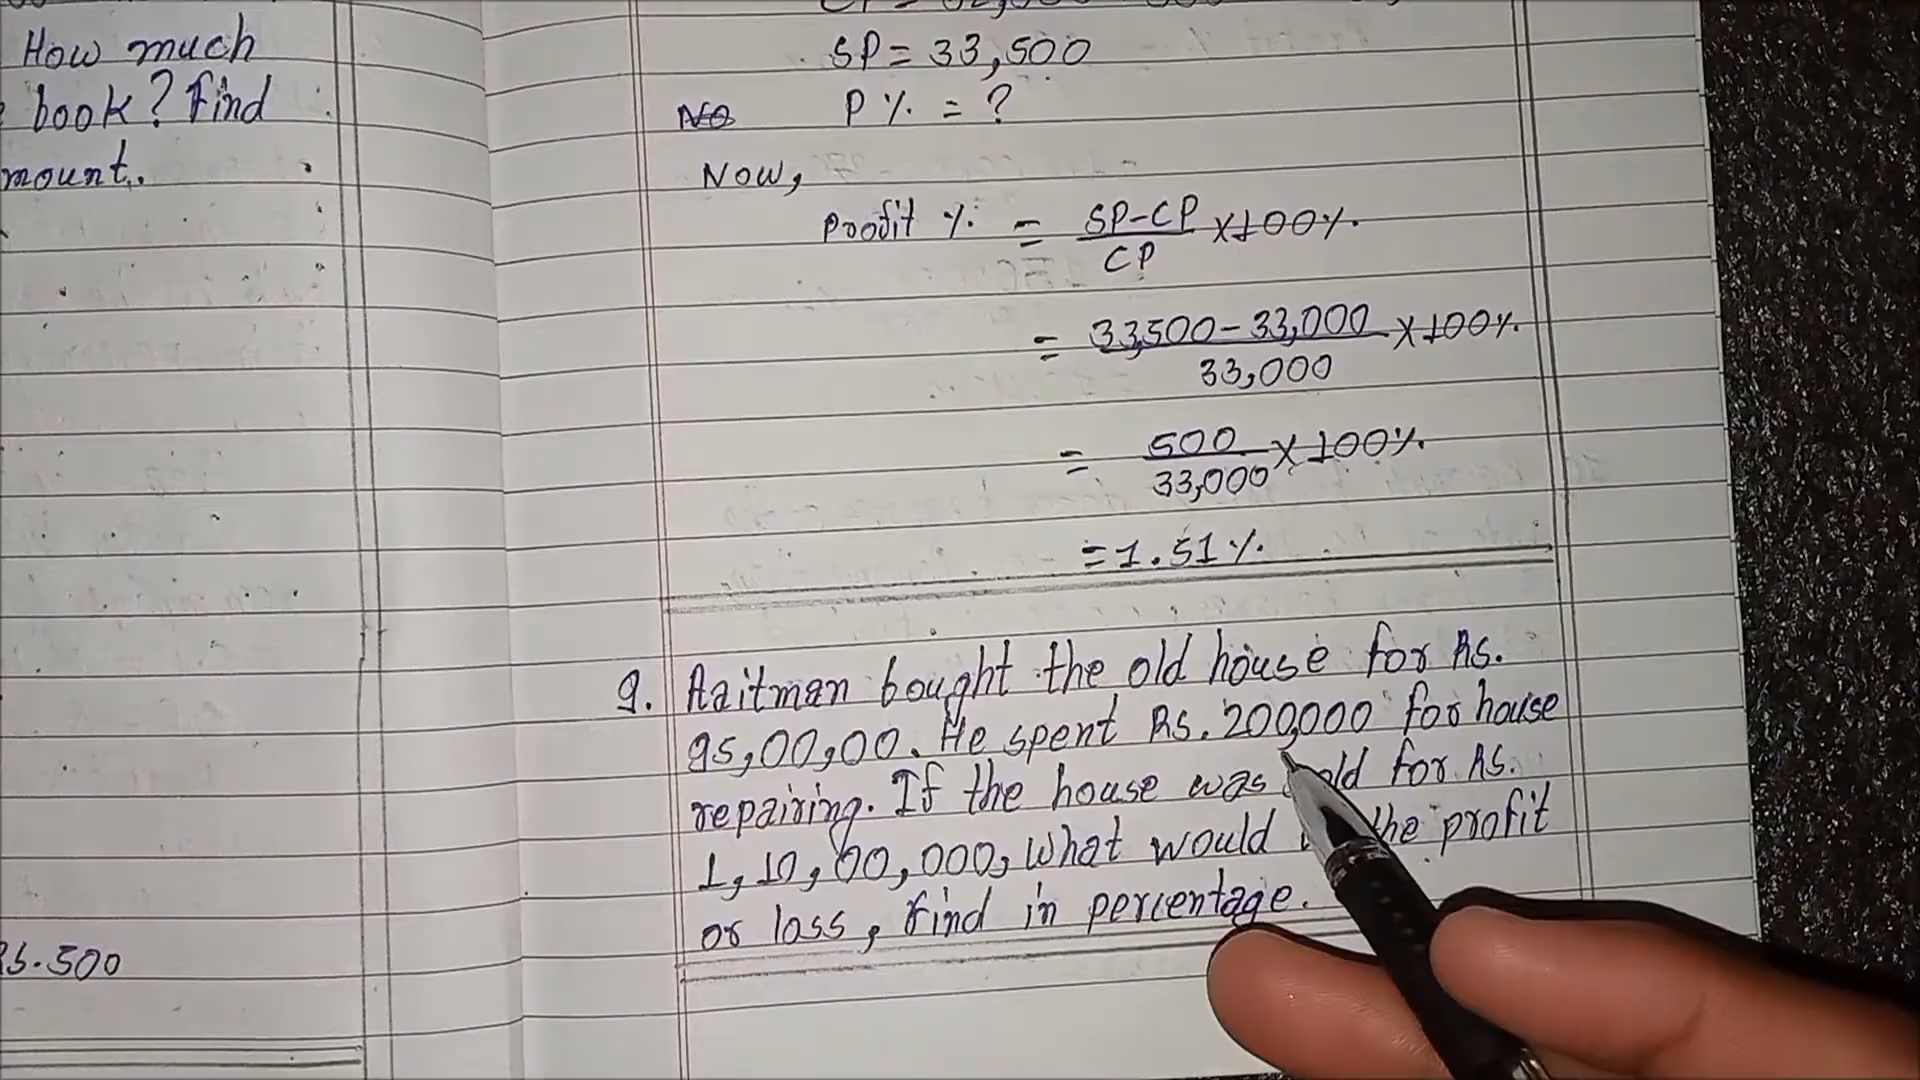 How much
book? Find
mount.
Rs. 500
SP = 33,500
P % = ?
Now,
Profit % = SP-CP/CP X100%
= 33,500-33,000/33,000 X100%
= 500/33,000 X100%
= 1.51%
9. Aaitman bought the old house for Rs.
95,00,00. He spent Rs. 200,000 for house
repairing. If the house was sold for Rs.
1,10,00,000, What would the profit
or loss, Find in percentage.